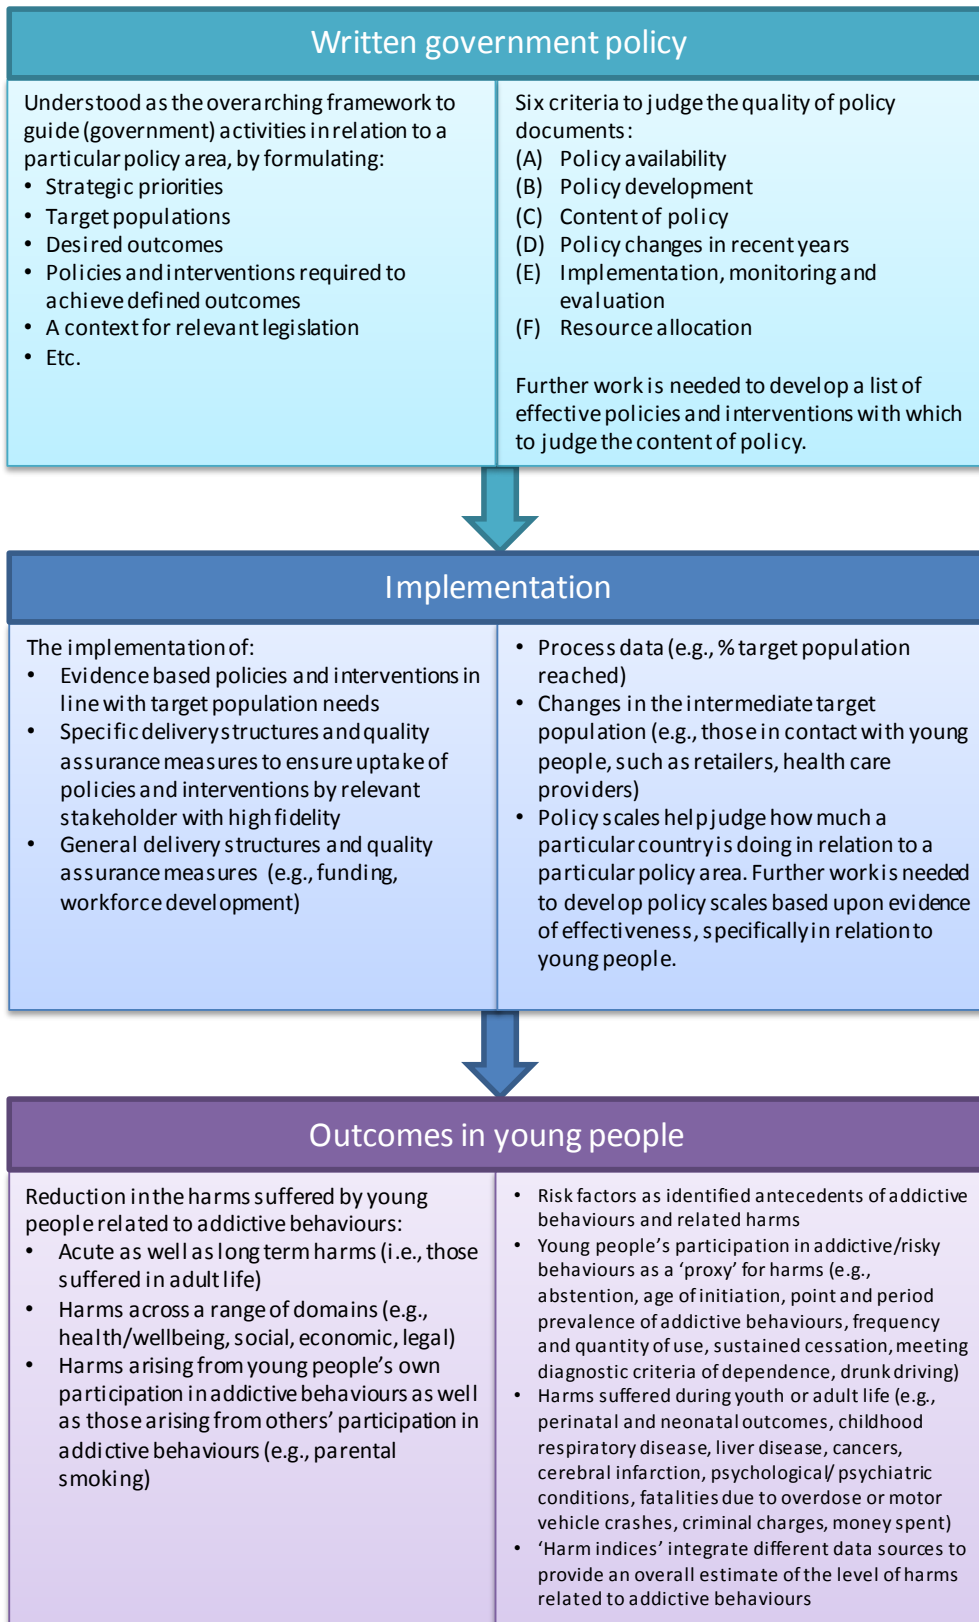 Written government policy
Understood as the overarching framework to
guide (government) activities in relation to a
particular policy area, by formulating:
• Strategic priorities
• Target populations
• Desired outcomes
• Policies and interventions required to
achieve defined outcomes
• A context for relevant legislation
• Etc.
Six criteria to judge the quality of policy
documents:
(A) Policy availability
(B) Policy development
(C) Content of policy
(D) Policy changes in recent years
(E) Implementation, monitoring and
evaluation
(F) Resource allocation
Further work is needed to develop a list of
effective policies and interventions with which
to judge the content of policy.
Implementation
The implementation of:
• Evidence based policies and interventions in
line with target population needs
• Specific delivery structures and quality
assurance measures to ensure uptake of
policies and interventions by relevant
stakeholder with high fidelity
• General delivery structures and quality
assurance measures (e.g., funding,
workforce development)
• Process data (e.g., % target population
reached)
• Changes in the intermediate target
population (e.g., those in contact with young
people, such as retailers, health care
providers)
• Policy scales help judge how much a
particular country is doing in relation to a
particular policy area. Further work is needed
to develop policy scales based upon evidence
of effectiveness, specifically in relation to
young people.
Outcomes in young people
Reduction in the harms suffered by young
people related to addictive behaviours:
• Acute as well as long term harms (i.e., those
suffered in adult life)
• Harms across a range of domains (e.g.,
health/wellbeing, social, economic, legal)
• Harms arising from young people's own
participation in addictive behaviours as well
as those arising from others' participation in
addictive behaviours (e.g., parental
smoking)
• Risk factors as identified antecedents of addictive
behaviours and related harms
• Young people's participation in addictive/risky
behaviours as a 'proxy' for harms (e.g.,
abstention, age of initiation, point and period
prevalence of addictive behaviours, frequency
and quantity of use, sustained cessation, meeting
diagnostic criteria of dependence, drunk driving)
• Harms suffered during youth or adult life (e.g.,
perinatal and neonatal outcomes, childhood
respiratory disease, liver disease, cancers,
cerebral infarction, psychological/ psychiatric
conditions, fatalities due to overdose or motor
vehicle crashes, criminal charges, money spent)
• 'Harm indices' integrate different data sources to
provide an overall estimate of the level of harms
related to addictive behaviours